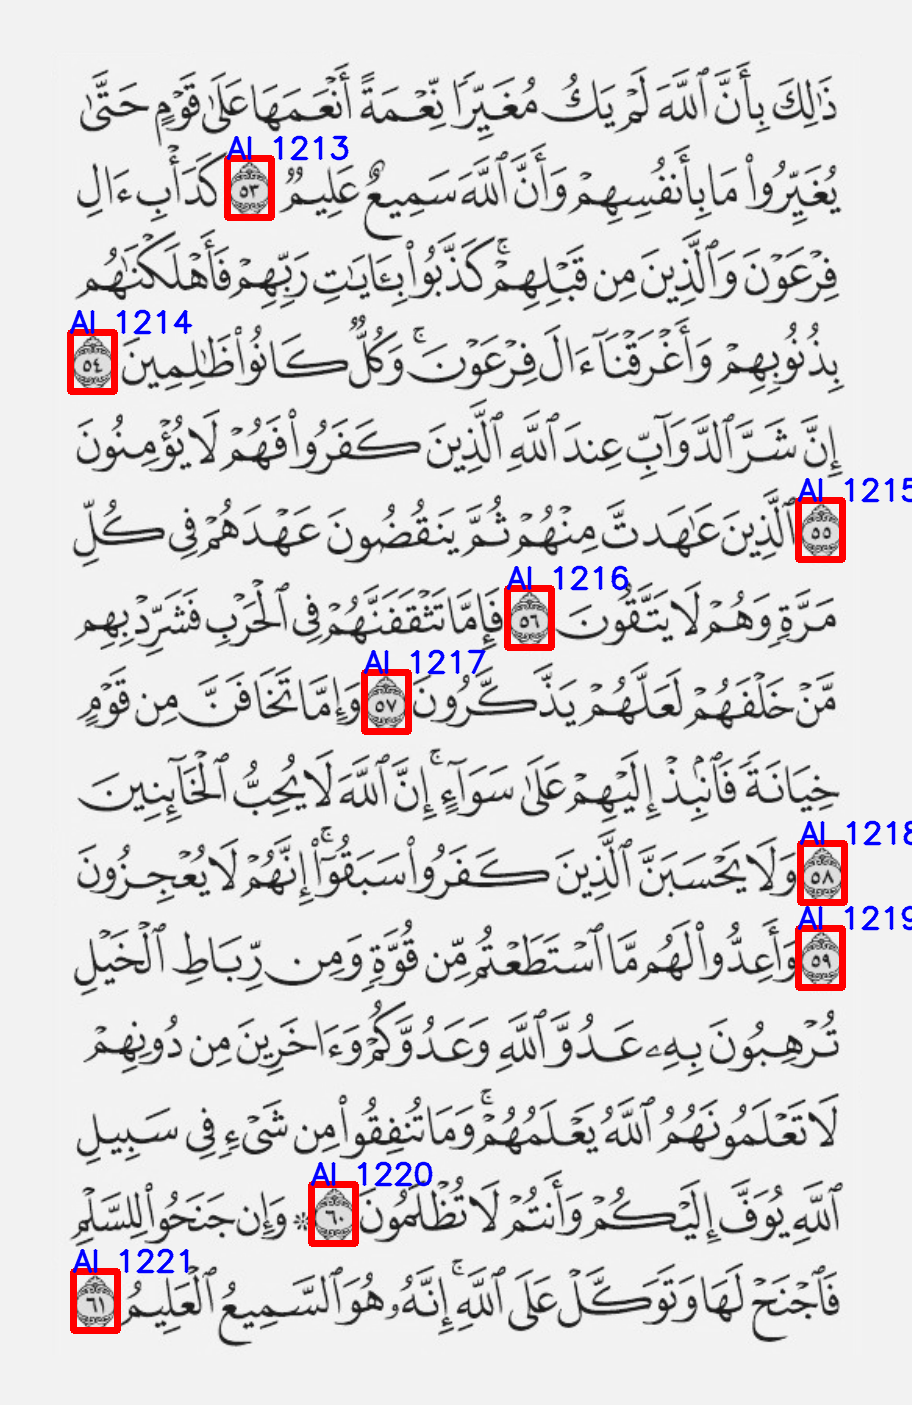 ذَٰلِكَ بِأَنَّ ٱللَّهَ لَمْ يَكُ مُغَيِّرًا نِّعْمَةً أَنْعَمَهَا عَلَىٰ قَوْمٍ حَتَّىٰ
AI 1213
يُغَيِّرُوا۟ مَا بِأَنفُسِهِمْ وَأَنَّ ٱللَّهَ سَمِيعٌ عَلِيمٌ ٥٣ كَدَأْبِ ءَالِ
فِرْعَوْنَ وَٱلَّذِينَ مِن قَبْلِهِمْ ۚ كَذَّبُوا۟ بِـَٔايَـٰتِ رَبِّهِمْ فَأَهْلَكْنَـٰهُم
AI 1214
بِذُنُوبِهِمْ وَأَغْرَقْنَآ ءَالَ فِرْعَوْنَ ۚ وَكُلٌّ كَانُوا۟ ظَـٰلِمِينَ ٥٤
إِنَّ شَرَّ ٱلدَّوَآبِّ عِندَ ٱللَّهِ ٱلَّذِينَ كَفَرُوا۟ فَهُمْ لَا يُؤْمِنُونَ
AI 1215
٥٥ ٱلَّذِينَ عَـٰهَدتَّ مِنْهُمْ ثُمَّ يَنقُضُونَ عَهْدَهُمْ فِى كُلِّ
AI 1216
مَرَّةٍ وَهُمْ لَا يَتَّقُونَ ٥٦ فَإِمَّا تَثْقَفَنَّهُمْ فِى ٱلْحَرْبِ فَشَرِّدْ بِهِم
AI 1217
مَّنْ خَلْفَهُمْ لَعَلَّهُمْ يَذَّكَّرُونَ ٥٧ وَإِمَّا تَخَافَنَّ مِن قَوْمٍ
خِيَانَةً فَٱنۢبِذْ إِلَيْهِمْ عَلَىٰ سَوَآءٍ ۚ إِنَّ ٱللَّهَ لَا يُحِبُّ ٱلْخَآئِنِينَ
AI 1218
٥٨ وَلَا يَحْسَبَنَّ ٱلَّذِينَ كَفَرُوا۟ سَبَقُوٓا۟ ۚ إِنَّهُمْ لَا يُعْجِزُونَ
AI 1219
٥٩ وَأَعِدُّوا۟ لَهُم مَّا ٱسْتَطَعْتُم مِّن قُوَّةٍ وَمِن رِّبَاطِ ٱلْخَيْلِ
تُرْهِبُونَ بِهِۦ عَدُوَّ ٱللَّهِ وَعَدُوَّكُمْ وَءَاخَرِينَ مِن دُونِهِمْ
لَا تَعْلَمُونَهُمُ ٱللَّهُ يَعْلَمُهُمْ ۚ وَمَا تُنفِقُوا۟ مِن شَىْءٍ فِى سَبِيلِ
AI 1220
ٱللَّهِ يُوَفَّ إِلَيْكُمْ وَأَنتُمْ لَا تُظْلَمُونَ ٦٠ ۞ وَإِن جَنَحُوا۟ لِلسَّلْمِ
AI 1221
فَٱجْنَحْ لَهَا وَتَوَكَّلْ عَلَى ٱللَّهِ ۚ إِنَّهُۥ هُوَ ٱلسَّمِيعُ ٱلْعَلِيمُ ٦١